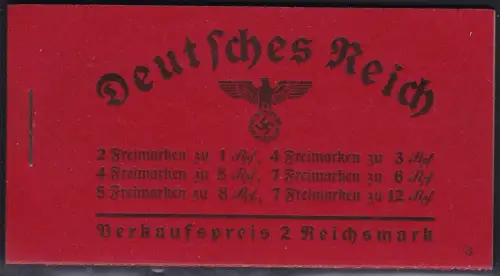 Deutsches Reich
2 Freimarken zu 1 Rpf, 4 Freimarken zu 3 Rpf
4 Freimarken zu 5 Rpf, 7 Freimarken zu 6 Rpf
5 Freimarken zu 8 Rpf, 7 Freimarken zu 12 Rpf
Verkaufspreis 2 Reichsmark
3